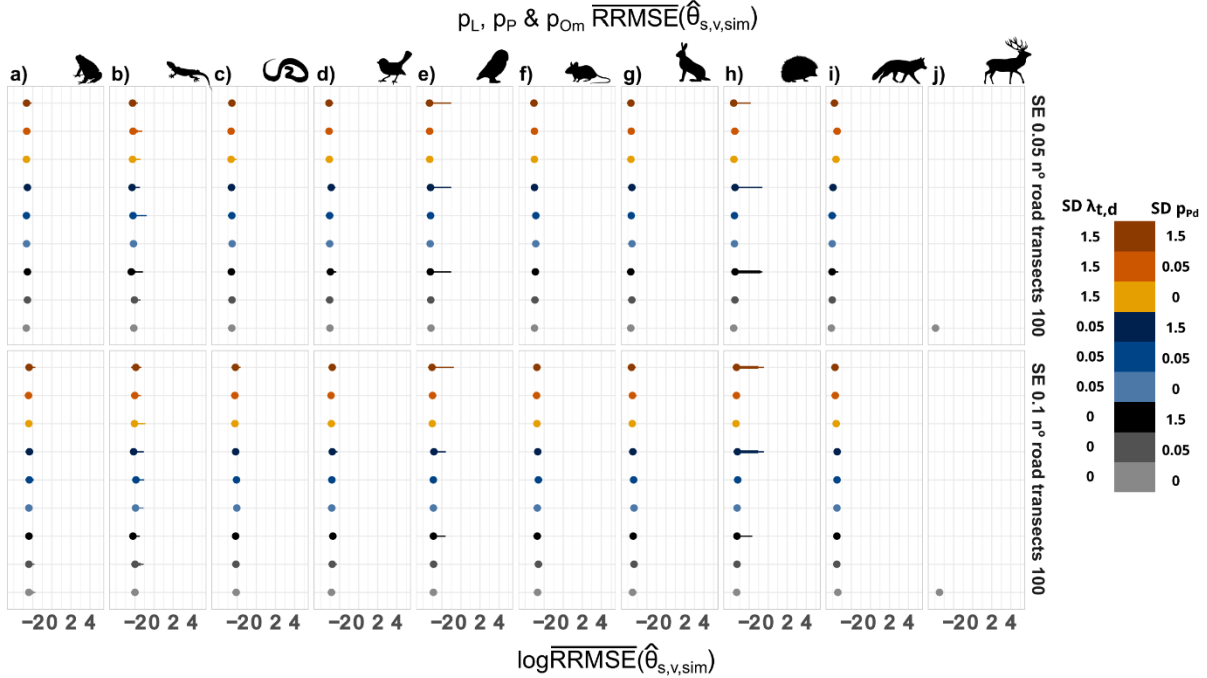 p_L, p_P & p_Om RRMSE(θ̂_s,v,sim)
a) b) c) d) e) f) g) h) i) j)
SE 0.05 nº road transects 100
SE 0.1 nº road transects 100
SD λ_t,d SD p_Pd
1.5 1.5
1.5 0.05
1.5 0
0.05 1.5
0.05 0.05
0.05 0
0 1.5
0 0.05
0 0
−20 2 4 −20 2 4 −20 2 4 −20 2 4 −20 2 4 −20 2 4 −20 2 4 −20 2 4 −20 2 4 −20 2 4
logRRMSE(θ̂_s,v,sim)